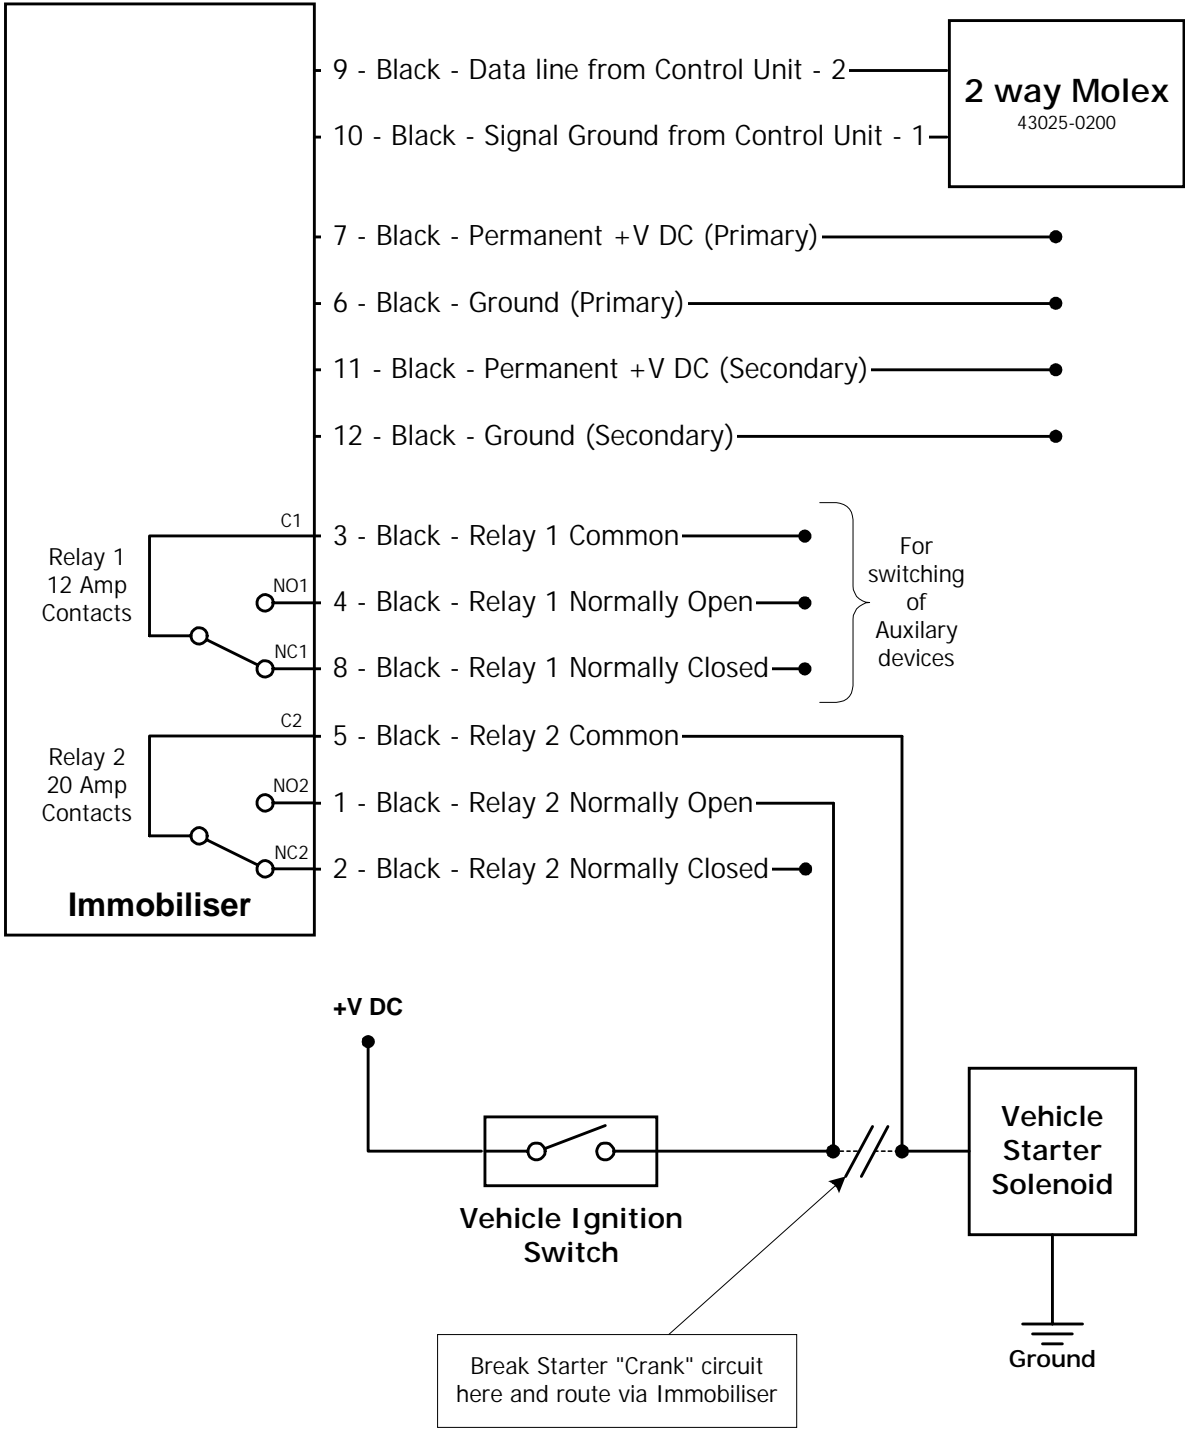 9 - Black - Data line from Control Unit - 2
10 - Black - Signal Ground from Control Unit - 1
2 way Molex
43025-0200
7 - Black - Permanent +V DC (Primary)
6 - Black - Ground (Primary)
11 - Black - Permanent +V DC (Secondary)
12 - Black - Ground (Secondary)
Relay 1
12 Amp
Contacts
C1
NO1
NC1
3 - Black - Relay 1 Common
4 - Black - Relay 1 Normally Open
8 - Black - Relay 1 Normally Closed
For
switching
of
Auxilary
devices
Relay 2
20 Amp
Contacts
C2
NO2
NC2
5 - Black - Relay 2 Common
1 - Black - Relay 2 Normally Open
2 - Black - Relay 2 Normally Closed
Immobiliser
+V DC
Vehicle Ignition
Switch
Vehicle
Starter
Solenoid
Ground
Break Starter "Crank" circuit
here and route via Immobiliser